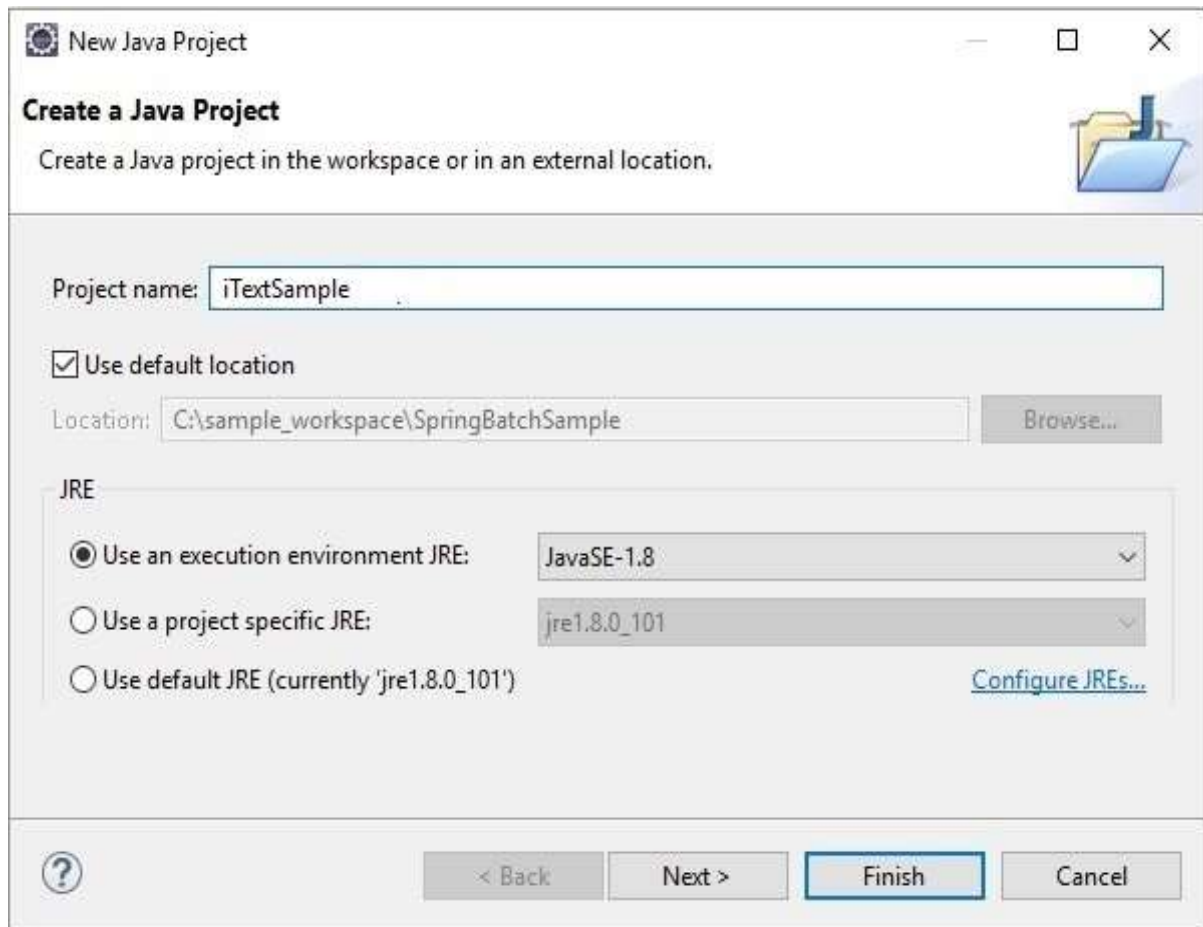 New Java Project
Create a Java Project
Create a Java project in the workspace or in an external location.
Project name: iTextSample
Use default location
Location: C:\sample_workspace\SpringBatchSample Browse...
JRE
Use an execution environment JRE: JavaSE-1.8
Use a project specific JRE: jre1.8.0_101
Use default JRE (currently 'jre1.8.0_101') Configure JREs...
? < Back Next > Finish Cancel